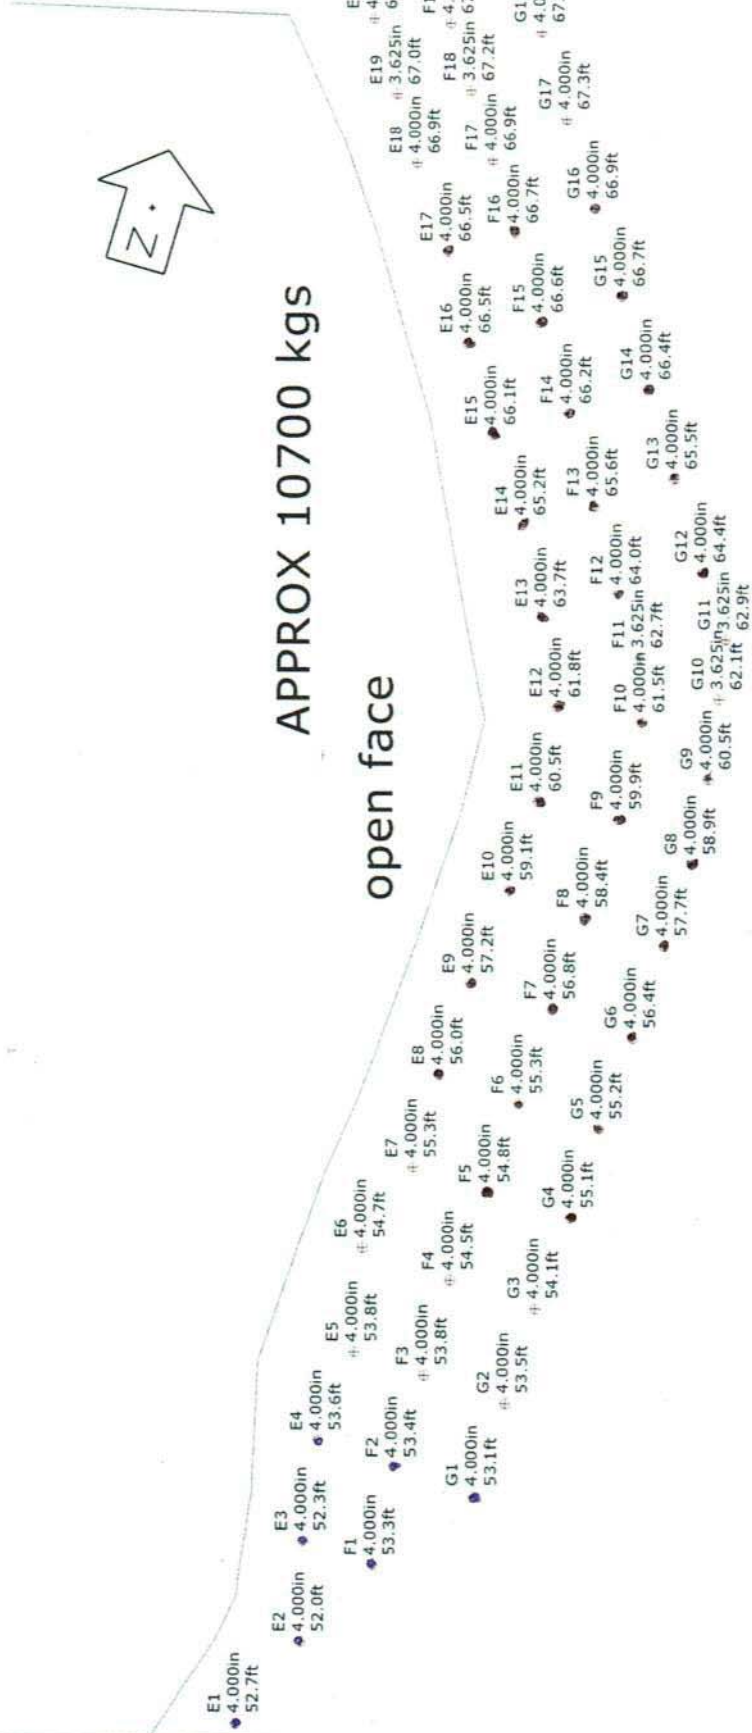 N
APPROX 10700 kgs
open face
E1
4.000in
52.7ft
E2
4.000in
52.0ft
E3
4.000in
52.3ft
E4
4.000in
53.6ft
E5
4.000in
53.8ft
E6
4.000in
54.7ft
E7
4.000in
55.3ft
E8
4.000in
56.0ft
E9
4.000in
57.2ft
E10
4.000in
59.1ft
E11
4.000in
60.5ft
E12
4.000in
61.8ft
E13
4.000in
63.7ft
E14
4.000in
65.2ft
E15
4.000in
66.1ft
E16
4.000in
66.5ft
E17
4.000in
66.5ft
E18
4.000in
66.9ft
E19
3.625in
67.0ft
F1
4.000in
53.3ft
F2
4.000in
53.4ft
F3
4.000in
53.8ft
F4
4.000in
54.5ft
F5
4.000in
54.8ft
F6
4.000in
55.3ft
F7
4.000in
56.8ft
F8
4.000in
58.4ft
F9
4.000in
59.9ft
F10
4.000in
61.5ft
F11
3.625in
62.7ft
F12
4.000in
64.0ft
F13
4.000in
65.6ft
F14
4.000in
66.2ft
F15
4.000in
66.6ft
F16
4.000in
66.7ft
F17
4.000in
66.9ft
F18
3.625in
67.2ft
G1
4.000in
53.1ft
G2
4.000in
53.5ft
G3
4.000in
54.1ft
G4
4.000in
55.1ft
G5
4.000in
55.2ft
G6
4.000in
56.4ft
G7
4.000in
57.7ft
G8
4.000in
58.9ft
G9
4.000in
60.5ft
G10
3.625in
62.1ft
G11
3.625in
62.9ft
G12
4.000in
64.4ft
G13
4.000in
65.5ft
G14
4.000in
66.4ft
G15
4.000in
66.7ft
G16
4.000in
66.9ft
G17
4.000in
67.3ft